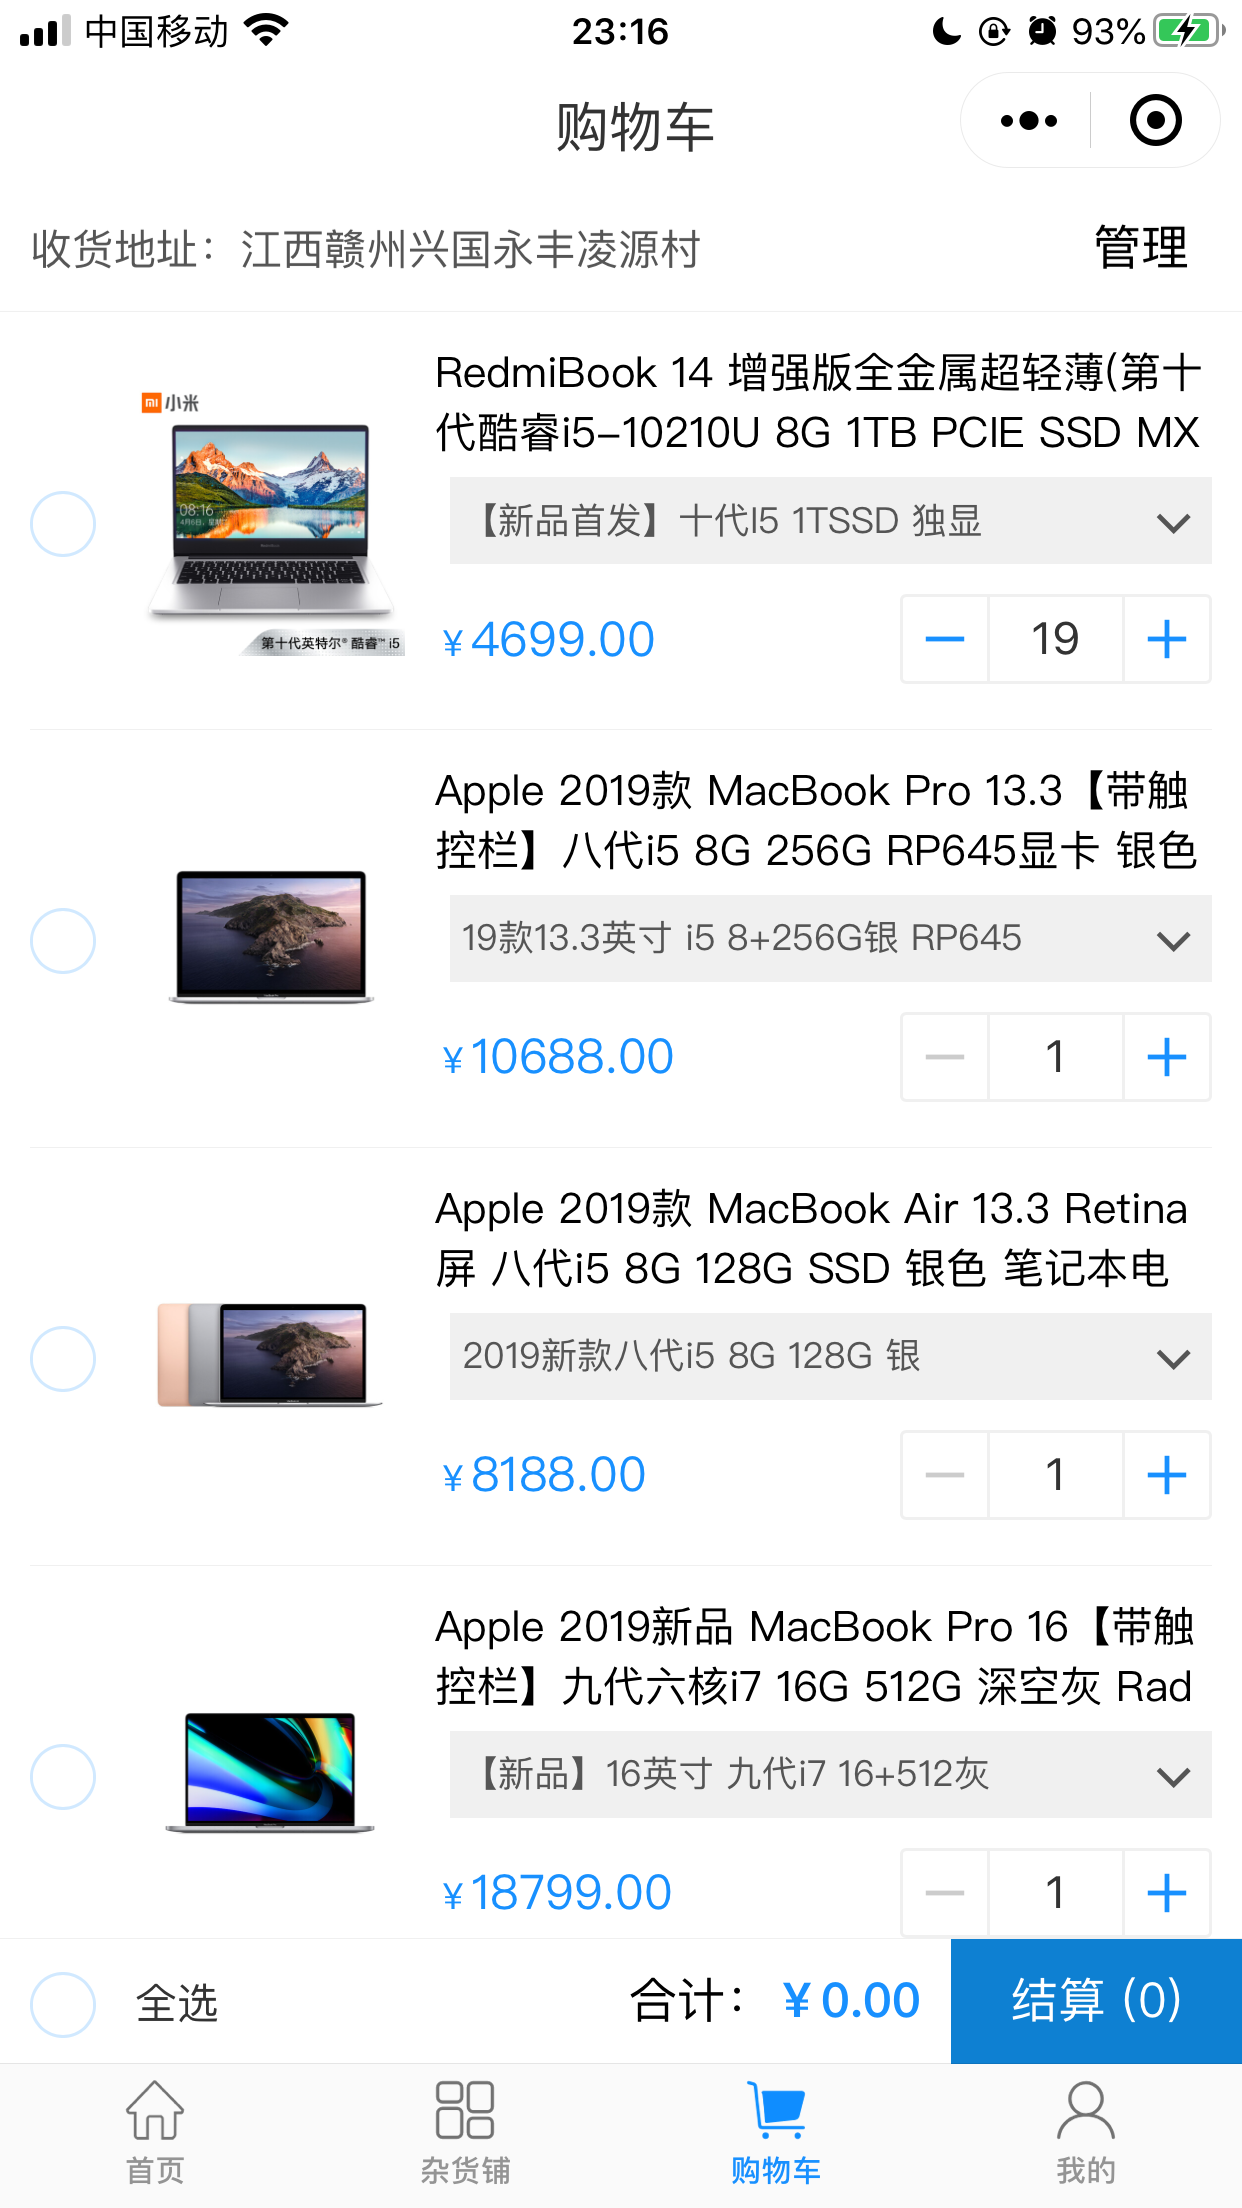 中国移动 23:16 93%
购物车
收货地址：江西赣州兴国永丰凌源村 管理
小米
08:16
第十代英特尔® 酷睿™ i5
RedmiBook 14 增强版全金属超轻薄(第十
代酷睿i5-10210U 8G 1TB PCIE SSD MX
【新品首发】十代I5 1TSSD 独显
¥4699.00 19
Apple 2019款 MacBook Pro 13.3【带触
控栏】八代i5 8G 256G RP645显卡 银色
19款13.3英寸 i5 8+256G银 RP645
¥10688.00 1
Apple 2019款 MacBook Air 13.3 Retina
屏 八代i5 8G 128G SSD 银色 笔记本电
2019新款八代i5 8G 128G 银
¥8188.00 1
Apple 2019新品 MacBook Pro 16【带触
控栏】九代六核i7 16G 512G 深空灰 Rad
【新品】16英寸 九代i7 16+512灰
¥18799.00 1
全选 合计： ¥0.00 结算 (0)
首页 杂货铺 购物车 我的